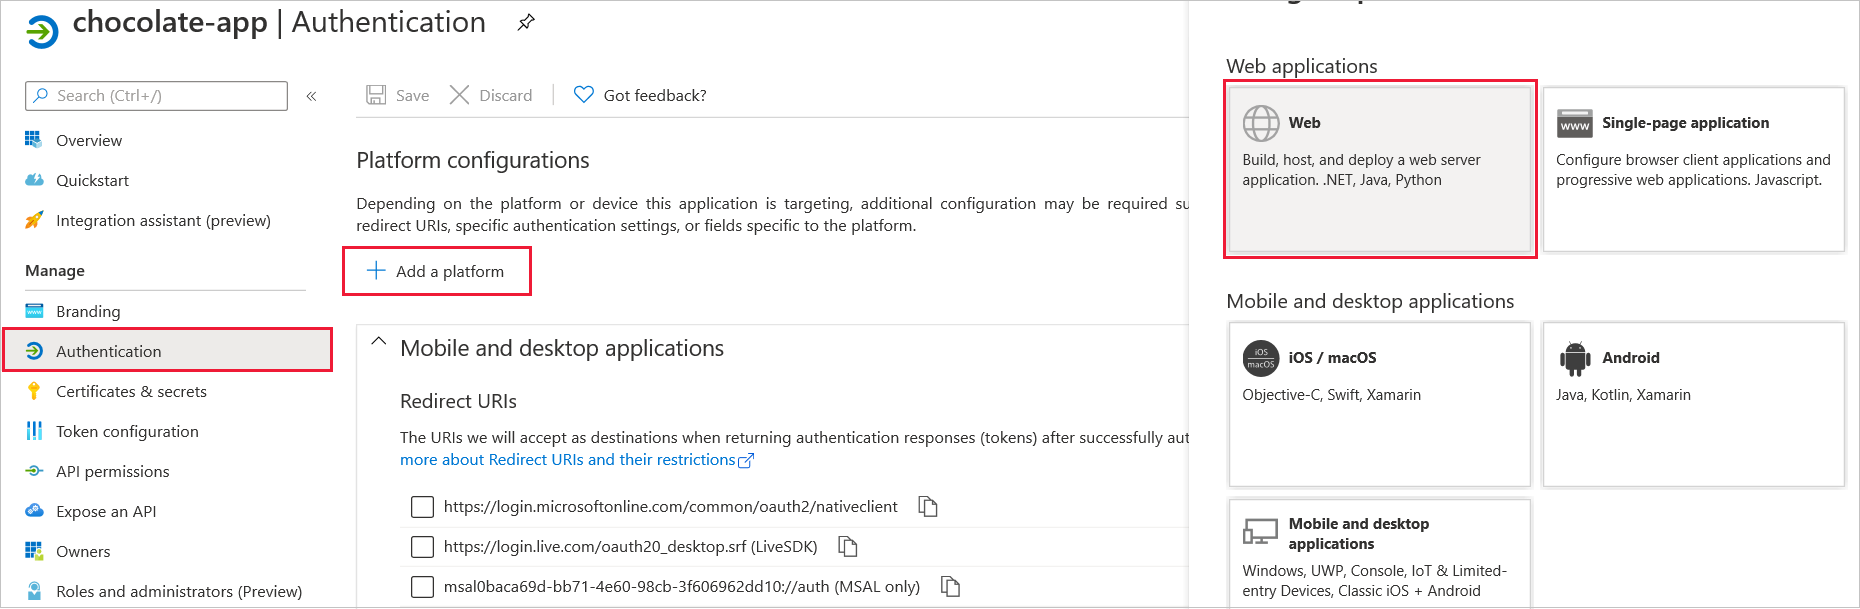 chocolate-app | Authentication
Search (Ctrl+/)
«
Overview
Quickstart
Integration assistant (preview)
Manage
Branding
Authentication
Certificates & secrets
Token configuration
API permissions
Expose an API
Owners
Roles and administrators (Preview)
Save
Discard
Got feedback?
Platform configurations
Depending on the platform or device this application is targeting, additional configuration may be required su
redirect URIs, specific authentication settings, or fields specific to the platform.
Add a platform
Mobile and desktop applications
Redirect URIs
The URIs we will accept as destinations when returning authentication responses (tokens) after successfully aut
more about Redirect URIs and their restrictions
https://login.microsoftonline.com/common/oauth2/nativeclient
https://login.live.com/oauth20_desktop.srf (LiveSDK)
msal0baca69d-bb71-4e60-98cb-3f606962dd10://auth (MSAL only)
Web applications
Web
Build, host, and deploy a web server
application. .NET, Java, Python
www
Single-page application
Configure browser client applications and
progressive web applications. Javascript.
Mobile and desktop applications
iOS
macOS
iOS / macOS
Objective-C, Swift, Xamarin
Android
Java, Kotlin, Xamarin
Mobile and desktop
applications
Windows, UWP, Console, IoT & Limited-
entry Devices, Classic iOS + Android